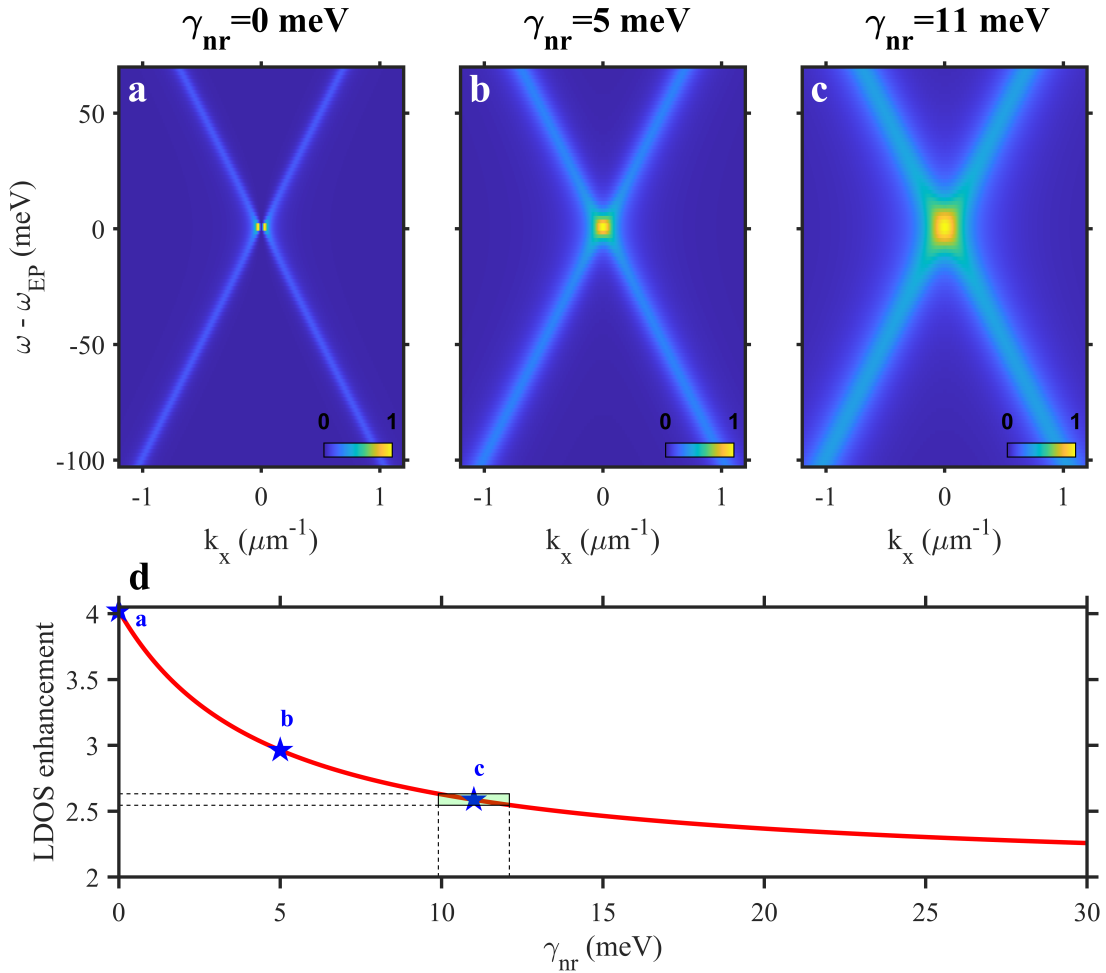 γnr=0 meV
γnr=5 meV
γnr=11 meV
a
b
c
50
0
-50
-100
ω - ωEP (meV)
0 1
0 1
0 1
-1 0 1
-1 0 1
-1 0 1
kx (μm-1)
kx (μm-1)
kx (μm-1)
d
4
3.5
3
2.5
2
LDOS enhancement
a
b
c
0 5 10 15 20 25 30
γnr (meV)